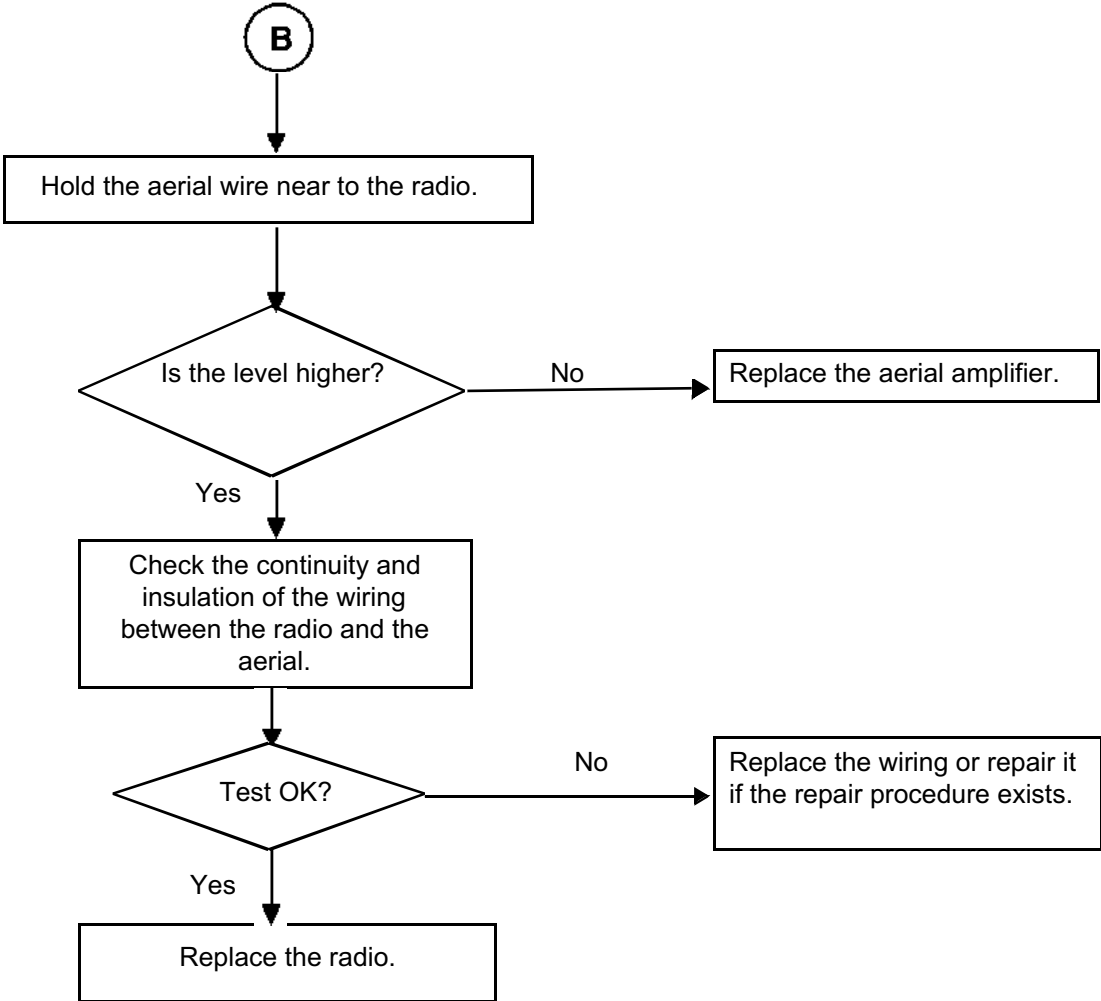 B
Hold the aerial wire near to the radio.
Is the level higher?
No
Replace the aerial amplifier.
Yes
Check the continuity and
insulation of the wiring
between the radio and the
aerial.
Test OK?
No
Replace the wiring or repair it
if the repair procedure exists.
Yes
Replace the radio.